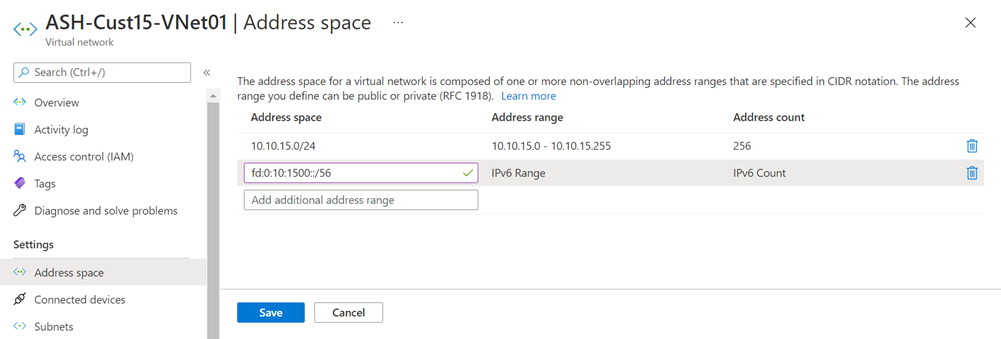 ASH-Cust15-VNet01 | Address space ...
Virtual network
Search (Ctrl+/)
«
Overview
Activity log
Access control (IAM)
Tags
Diagnose and solve problems
Settings
Address space
Connected devices
Subnets
The address space for a virtual network is composed of one or more non-overlapping address ranges that are specified in CIDR notation. The address
range you define can be public or private (RFC 1918). Learn more
Address space Address range Address count
10.10.15.0/24 10.10.15.0 - 10.10.15.255 256
fd:0:10:1500::/56 IPv6 Range IPv6 Count
Add additional address range
Save Cancel